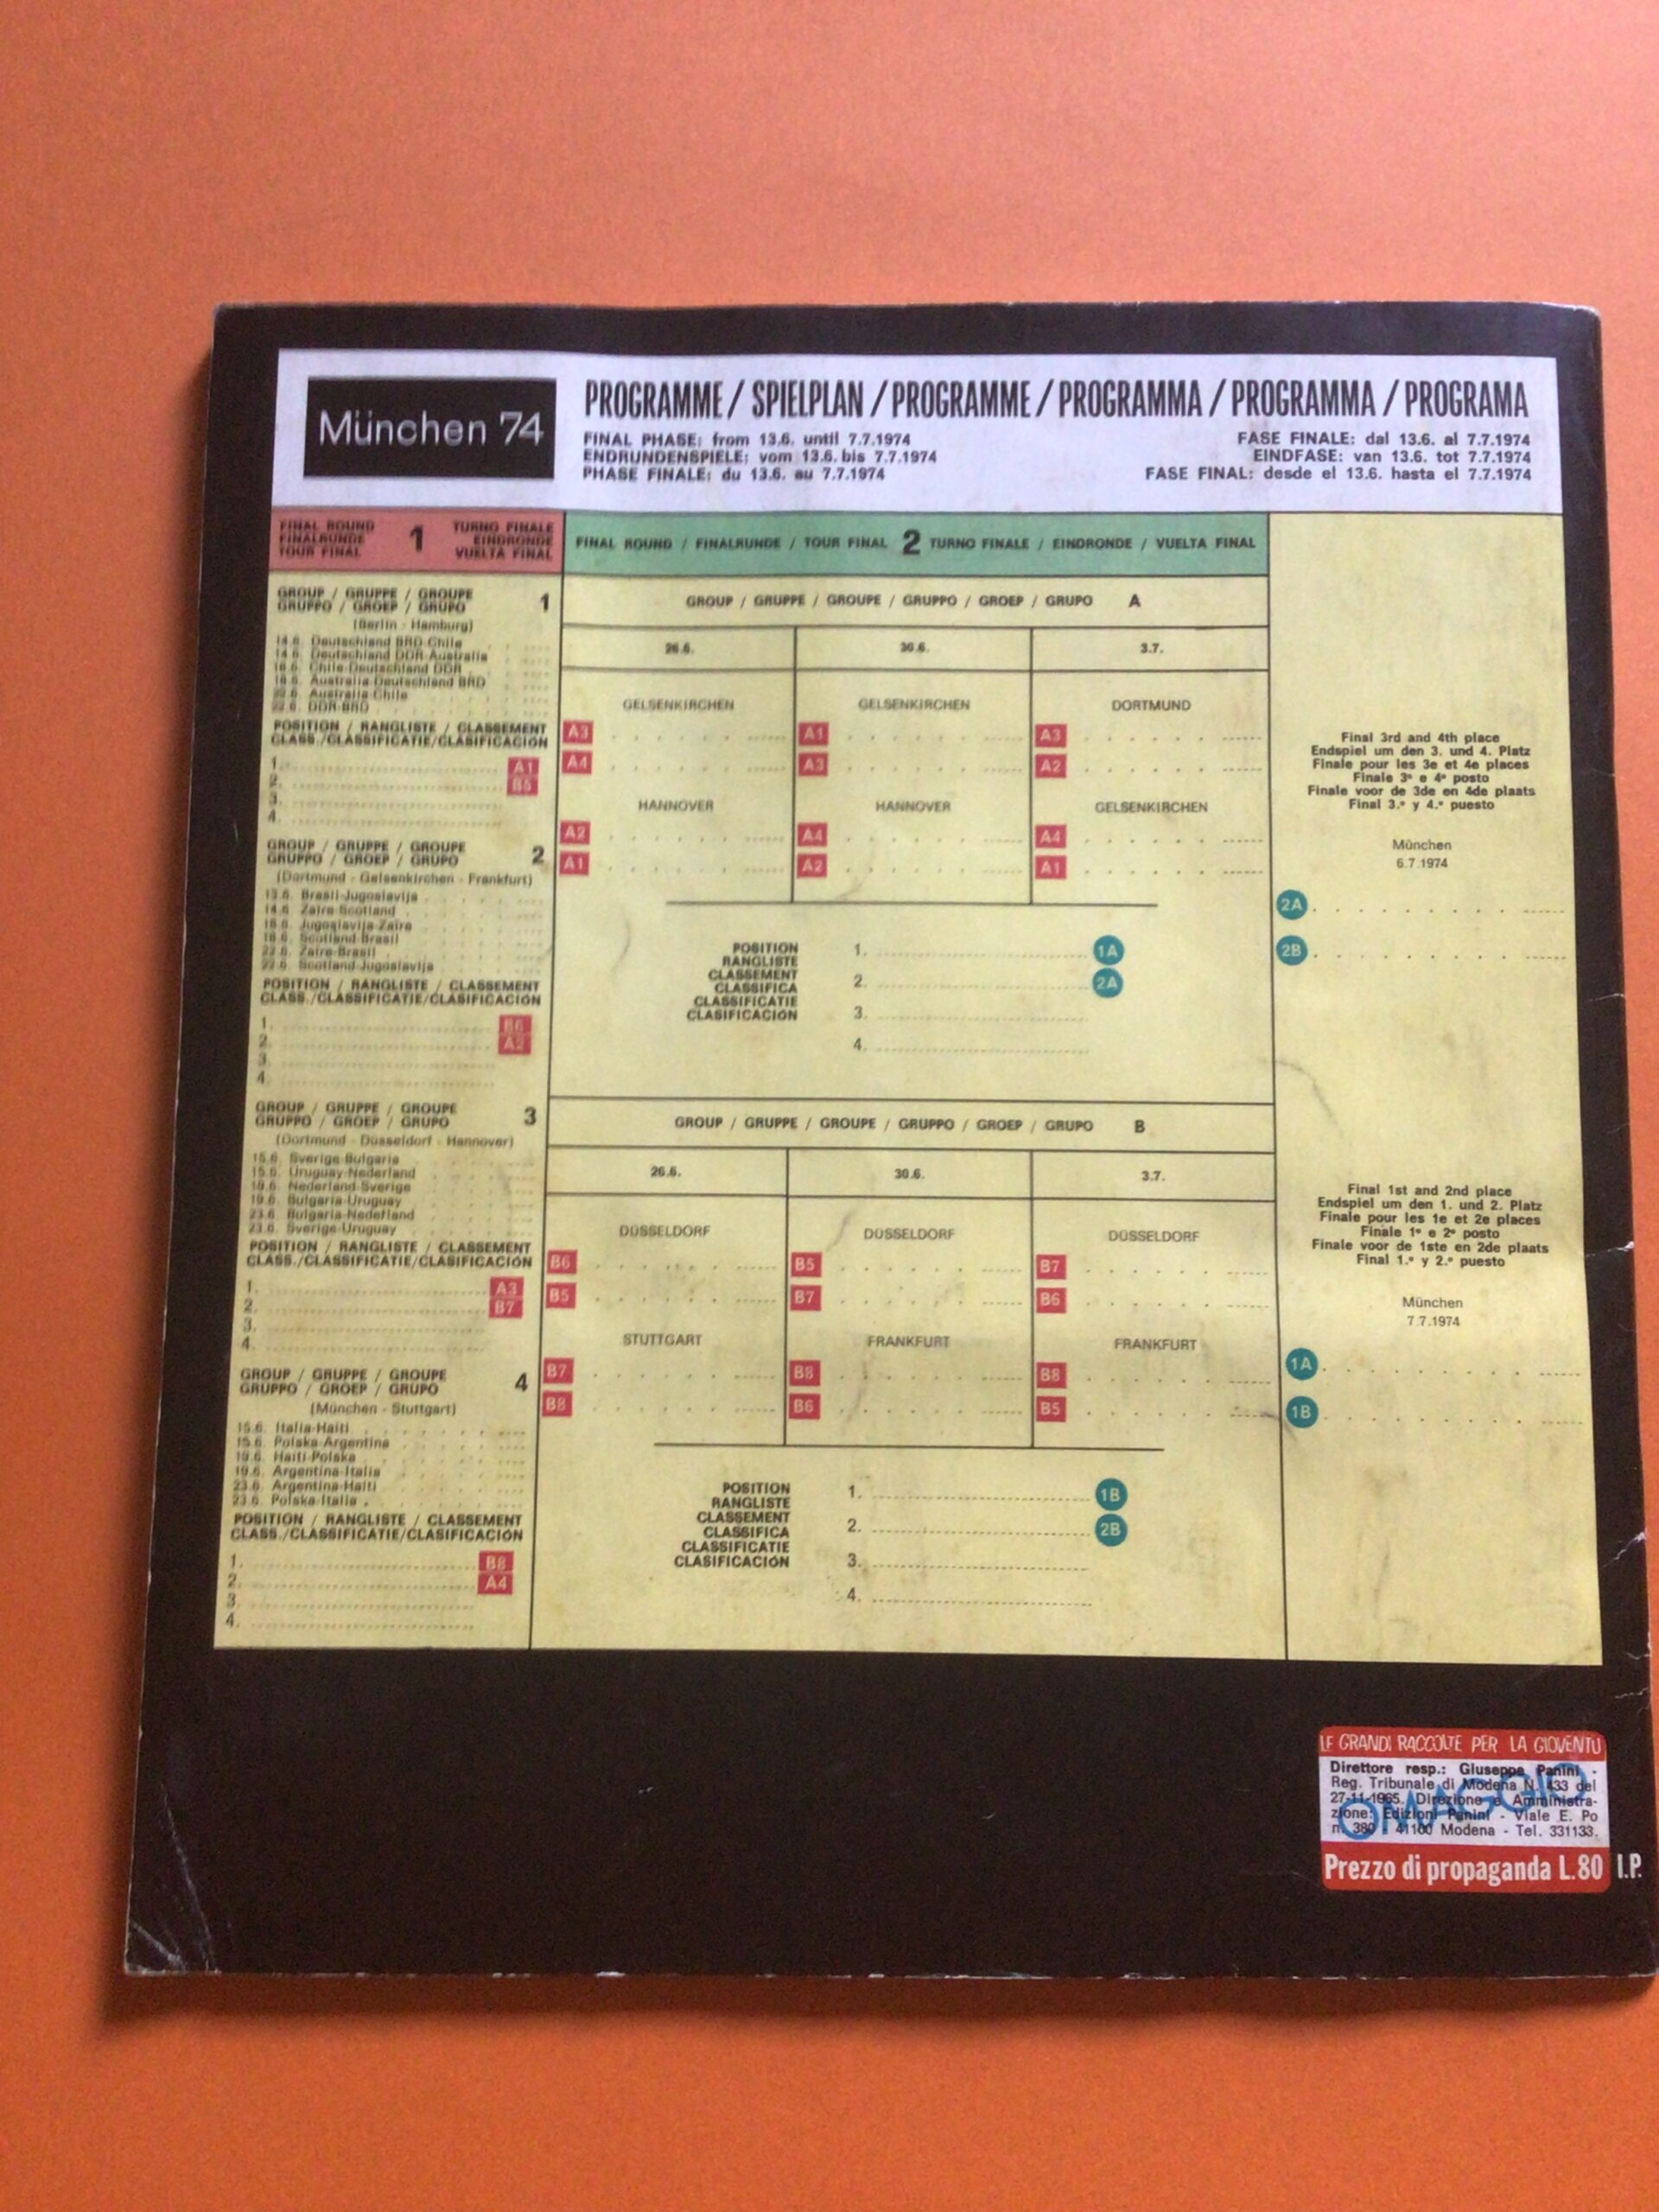 München 74
PROGRAMME / SPIELPLAN / PROGRAMME / PROGRAMMA / PROGRAMMA / PROGRAMA
FINAL PHASE: from 13.6. until 7.7.1974
ENDRUNDENSPIELE: vom 13.6. bis 7.7.1974
PHASE FINALE: du 13.6. au 7.7.1974
FASE FINALE: dal 13.6. al 7.7.1974
EINDFASE: van 13.6. tot 7.7.1974
FASE FINAL: desde el 13.6. hasta el 7.7.1974
FINAL ROUND
FINALRUNDE
TOUR FINAL
1
TURNO FINALE
EINDRONDE
VUELTA FINAL
GROUP / GRUPPE / GROUPE
GRUPPO / GROEP / GRUPO 1
(Berlin - Hamburg)
14.6. Deutschland BRD-Chile
14.6. Deutschland DDR-Australia
18.6. Chile-Deutschland DDR
18.6. Australia-Deutschland BRD
22.6. Australia-Chile
22.6. DDR-BRD
POSITION / RANGLISTE / CLASSEMENT
CLASS./CLASSIFICATIE/CLASIFICACIÓN
1. A1
2. B5
3.
4.
GROUP / GRUPPE / GROUPE
GRUPPO / GROEP / GRUPO 2
(Dortmund - Gelsenkirchen - Frankfurt)
13.6. Brasil-Jugoslavija
14.6. Zaire-Scotland
18.6. Jugoslavija-Zaire
18.6. Scotland-Brasil
22.6. Zaire-Brasil
22.6. Scotland-Jugoslavija
POSITION / RANGLISTE / CLASSEMENT
CLASS./CLASSIFICATIE/CLASIFICACIÓN
1. B6
2. A2
3.
4.
GROUP / GRUPPE / GROUPE
GRUPPO / GROEP / GRUPO 3
(Dortmund - Düsseldorf - Hannover)
15.6. Sverige-Bulgaria
15.6. Uruguay-Nederland
19.6. Nederland-Sverige
19.6. Bulgaria-Uruguay
23.6. Bulgaria-Nederland
23.6. Sverige-Uruguay
POSITION / RANGLISTE / CLASSEMENT
CLASS./CLASSIFICATIE/CLASIFICACIÓN
1. A3
2. B7
3.
4.
GROUP / GRUPPE / GROUPE
GRUPPO / GROEP / GRUPO 4
(München - Stuttgart)
15.6. Italia-Haiti
15.6. Polska-Argentina
19.6. Haiti-Polska
19.6. Argentina-Italia
23.6. Argentina-Haiti
23.6. Polska-Italia
POSITION / RANGLISTE / CLASSEMENT
CLASS./CLASSIFICATIE/CLASIFICACIÓN
1. B8
2. A4
3.
4.
FINAL ROUND / FINALRUNDE / TOUR FINAL 2 TURNO FINALE / EINDRONDE / VUELTA FINAL
GROUP / GRUPPE / GROUPE / GRUPPO / GROEP / GRUPO A
26.6. 30.6. 3.7.
GELSENKIRCHEN GELSENKIRCHEN DORTMUND
A3 A1 A3
A4 A3 A2
HANNOVER HANNOVER GELSENKIRCHEN
A2 A4 A4
A1 A2 A1
POSITION
RANGLISTE
CLASSEMENT
CLASSIFICA
CLASSIFICATIE
CLASIFICACIÓN
1. 1A
2. 2A
3.
4.
GROUP / GRUPPE / GROUPE / GRUPPO / GROEP / GRUPO B
26.6. 30.6. 3.7.
DÜSSELDORF DÜSSELDORF DÜSSELDORF
B6 B5 B7
B5 B7 B6
STUTTGART FRANKFURT FRANKFURT
B7 B8 B8
B8 B6 B5
POSITION
RANGLISTE
CLASSEMENT
CLASSIFICA
CLASSIFICATIE
CLASIFICACIÓN
1. 1B
2. 2B
3.
4.
Final 3rd and 4th place
Endspiel um den 3. und 4. Platz
Finale pour les 3e et 4e places
Finale 3º e 4º posto
Finale voor de 3de en 4de plaats
Final 3.º y 4.º puesto
München
6.7.1974
2A
2B
Final 1st and 2nd place
Endspiel um den 1. und 2. Platz
Finale pour les 1e et 2e places
Finale 1º e 2º posto
Finale voor de 1ste en 2de plaats
Final 1.º y 2.º puesto
München
7.7.1974
1A
1B
LE GRANDI RACCOLTE PER LA GIOVENTU
Direttore resp.: Giuseppe Panini -
Reg. Tribunale di Modena N. 433 del
27-11-1965. Direzione e Amministra-
zione: Edizioni Panini - Viale E. Po
n. 380 - 41100 Modena - Tel. 331133.
OMAGGIO
Prezzo di propaganda L.80 I.P.